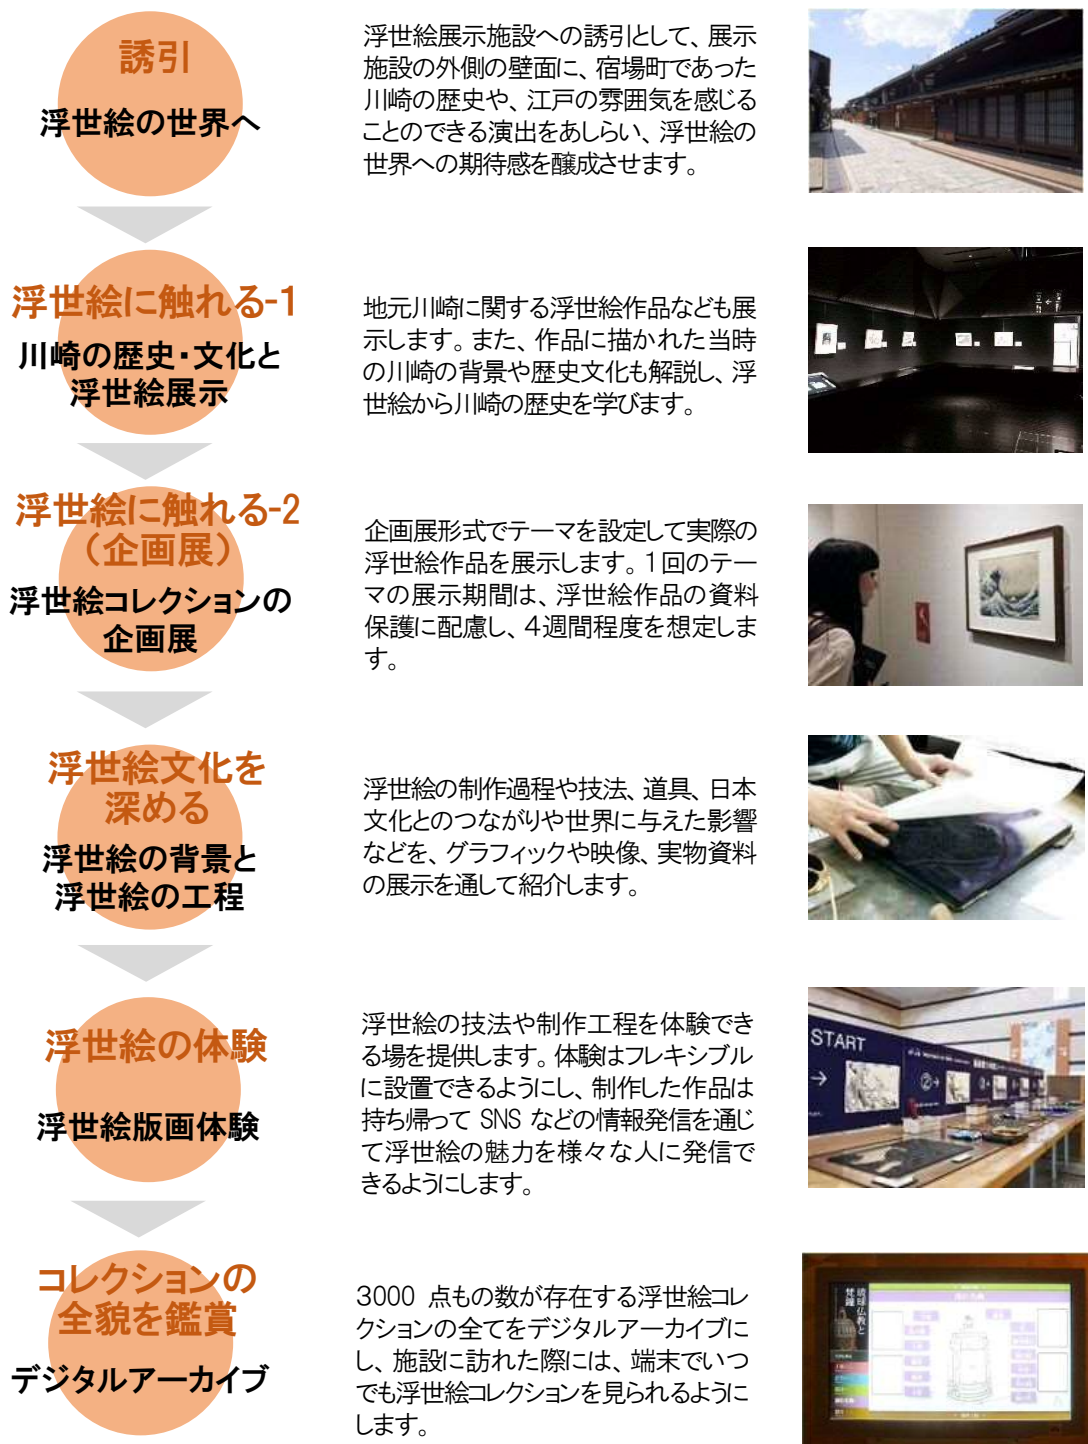 誘引
浮世絵の世界へ
浮世絵展示施設への誘引として、展示
施設の外側の壁面に、宿場町であった
川崎の歴史や、江戸の雰囲気を感じる
ことのできる演出をあしらい、浮世絵の
世界への期待感を醸成させます。
浮世絵に触れる-1
川崎の歴史・文化と
浮世絵展示
地元川崎に関する浮世絵作品なども展
示します。また、作品に描かれた当時
の川崎の背景や歴史文化も解説し、浮
世絵から川崎の歴史を学びます。
浮世絵に触れる-2
（企画展）
浮世絵コレクションの
企画展
企画展形式でテーマを設定して実際の
浮世絵作品を展示します。1回のテー
マの展示期間は、浮世絵作品の資料
保護に配慮し、4週間程度を想定しま
す。
浮世絵文化を
深める
浮世絵の背景と
浮世絵の工程
浮世絵の制作過程や技法、道具、日本
文化とのつながりや世界に与えた影響
などを、グラフィックや映像、実物資料
の展示を通して紹介します。
浮世絵の体験
浮世絵版画体験
浮世絵の技法や制作工程を体験でき
る場を提供します。体験はフレキシブル
に設置できるようにし、制作した作品は
持ち帰って SNS などの情報発信を通じ
て浮世絵の魅力を様々な人に発信で
きるようにします。
START
→
②→
③→
コレクションの
全貌を鑑賞
デジタルアーカイブ
3000 点もの数が存在する浮世絵コレ
クションの全てをデジタルアーカイブに
し、施設に訪れた際には、端末でいつ
でも浮世絵コレクションを見られるように
します。
琉球仏教と
梵鐘